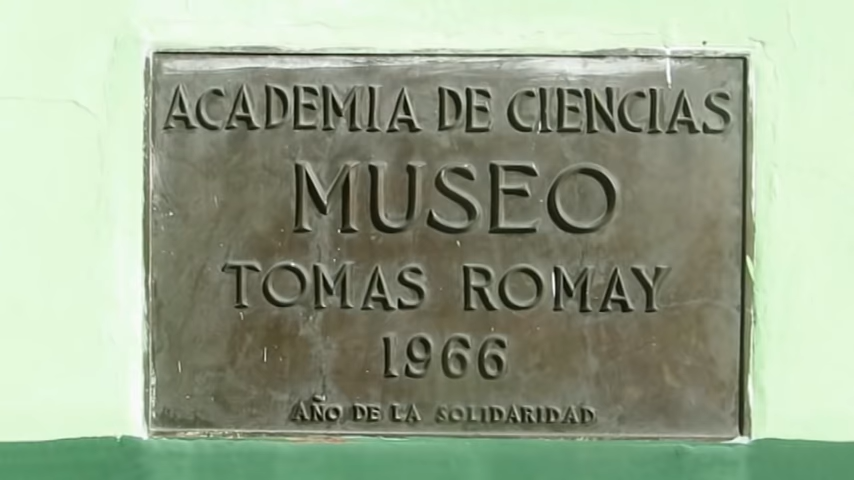 ACADEMIA DE CIENCIAS
MUSEO
TOMAS ROMAY
1966
AÑO DE LA SOLIDARIDAD